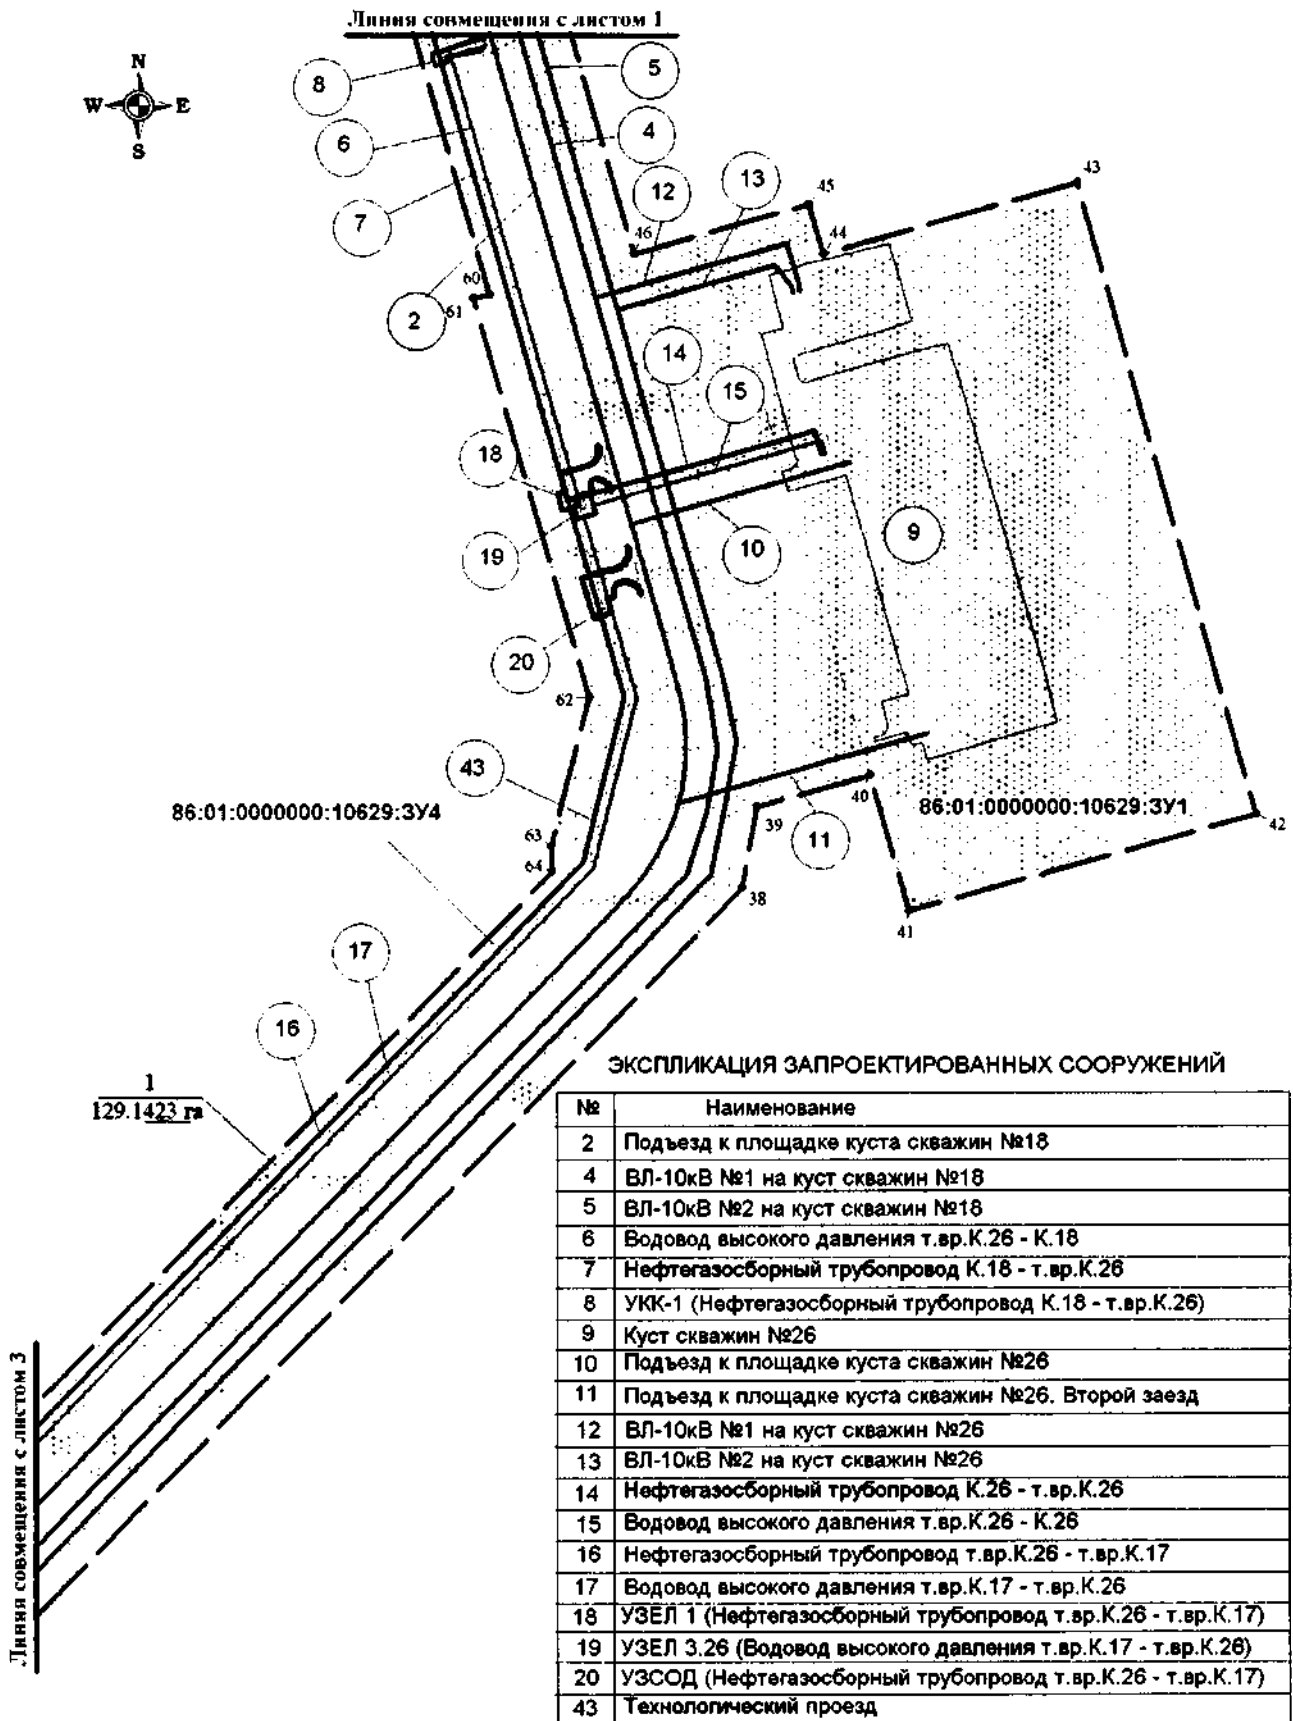 Линия совмещения с листом 1
N
W E
S
8
5
6
4
7
12
13
45
43
46
44
60
61
2
14
15
18
19
10
9
20
62
43
86:01:0000000:10629:ЗУ4
63
64
39
40
11
86:01:0000000:10629:ЗУ1
42
38
41
17
16
1
129.1423 га
Линия совмещения с листом 3
ЭКСПЛИКАЦИЯ ЗАПРОЕКТИРОВАННЫХ СООРУЖЕНИЙ
№ Наименование
2 Подъезд к площадке куста скважин №18
4 ВЛ-10кВ №1 на куст скважин №18
5 ВЛ-10кВ №2 на куст скважин №18
6 Водовод высокого давления т.вр.К.26 - К.18
7 Нефтегазосборный трубопровод К.18 - т.вр.К.26
8 УКК-1 (Нефтегазосборный трубопровод К.18 - т.вр.К.26)
9 Куст скважин №26
10 Подъезд к площадке куста скважин №26
11 Подъезд к площадке куста скважин №26. Второй заезд
12 ВЛ-10кВ №1 на куст скважин №26
13 ВЛ-10кВ №2 на куст скважин №26
14 Нефтегазосборный трубопровод К.26 - т.вр.К.26
15 Водовод высокого давления т.вр.К.26 - К.26
16 Нефтегазосборный трубопровод т.вр.К.26 - т.вр.К.17
17 Водовод высокого давления т.вр.К.17 - т.вр.К.26
18 УЗЕЛ 1 (Нефтегазосборный трубопровод т.вр.К.26 - т.вр.К.17)
19 УЗЕЛ 3.26 (Водовод высокого давления т.вр.К.17 - т.вр.К.26)
20 УЗСОД (Нефтегазосборный трубопровод т.вр.К.26 - т.вр.К.17)
43 Технологический проезд